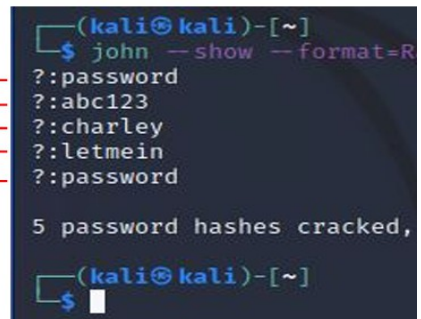 ┌──(kali㉿kali)-[~]
└─$ john --show --format=R
?:password
?:abc123
?:charley
?:letmein
?:password
5 password hashes cracked,
┌──(kali㉿kali)-[~]
└─$